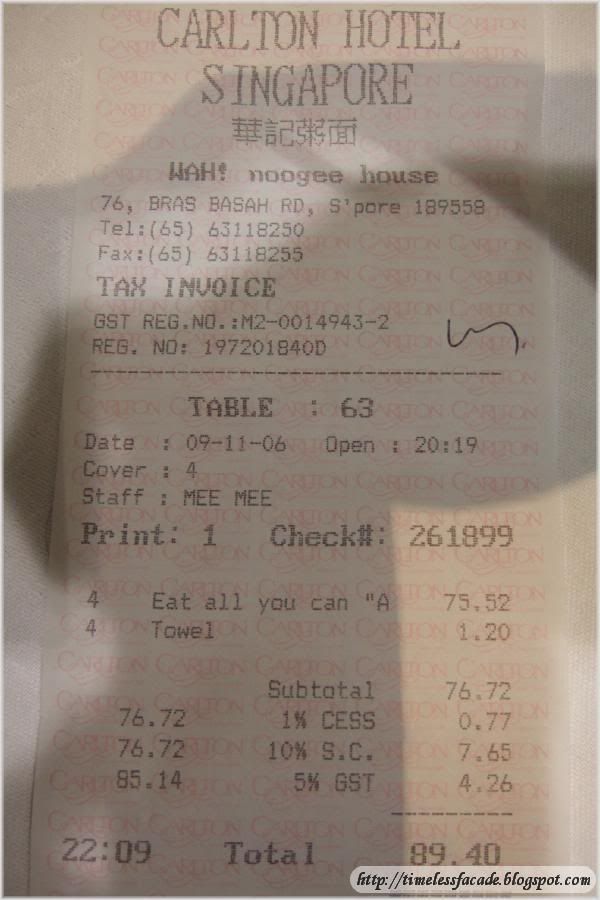 CARLTON HOTEL
SINGAPORE
華記粥面
WAH! noogee house
76, BRAS BASAH RD, S'pore 189558
Tel:(65) 63118250
Fax:(65) 63118255
TAX INVOICE
GST REG.NO.:M2-0014943-2
REG. NO: 197201840D
TABLE : 63
Date : 09-11-06 Open : 20:19
Cover : 4
Staff : MEE MEE
Print: 1 Check#: 261899
4 Eat all you can "A 75.52
4 Towel 1.20
Subtotal 76.72
76.72 1% CESS 0.77
76.72 10% S.C. 7.65
85.14 5% GST 4.26
22:09 Total 89.40
http://timelessfacade.blogspot.com